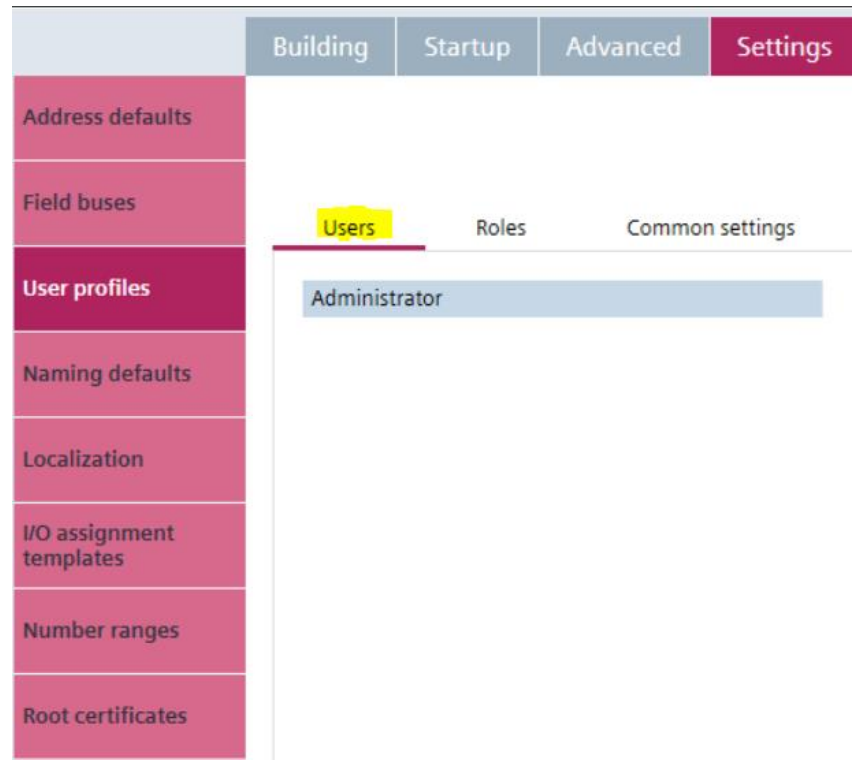 Building Startup Advanced Settings
Address defaults
Field buses
User profiles
Naming defaults
Localization
I/O assignment
templates
Number ranges
Root certificates
Users Roles Common settings
Administrator